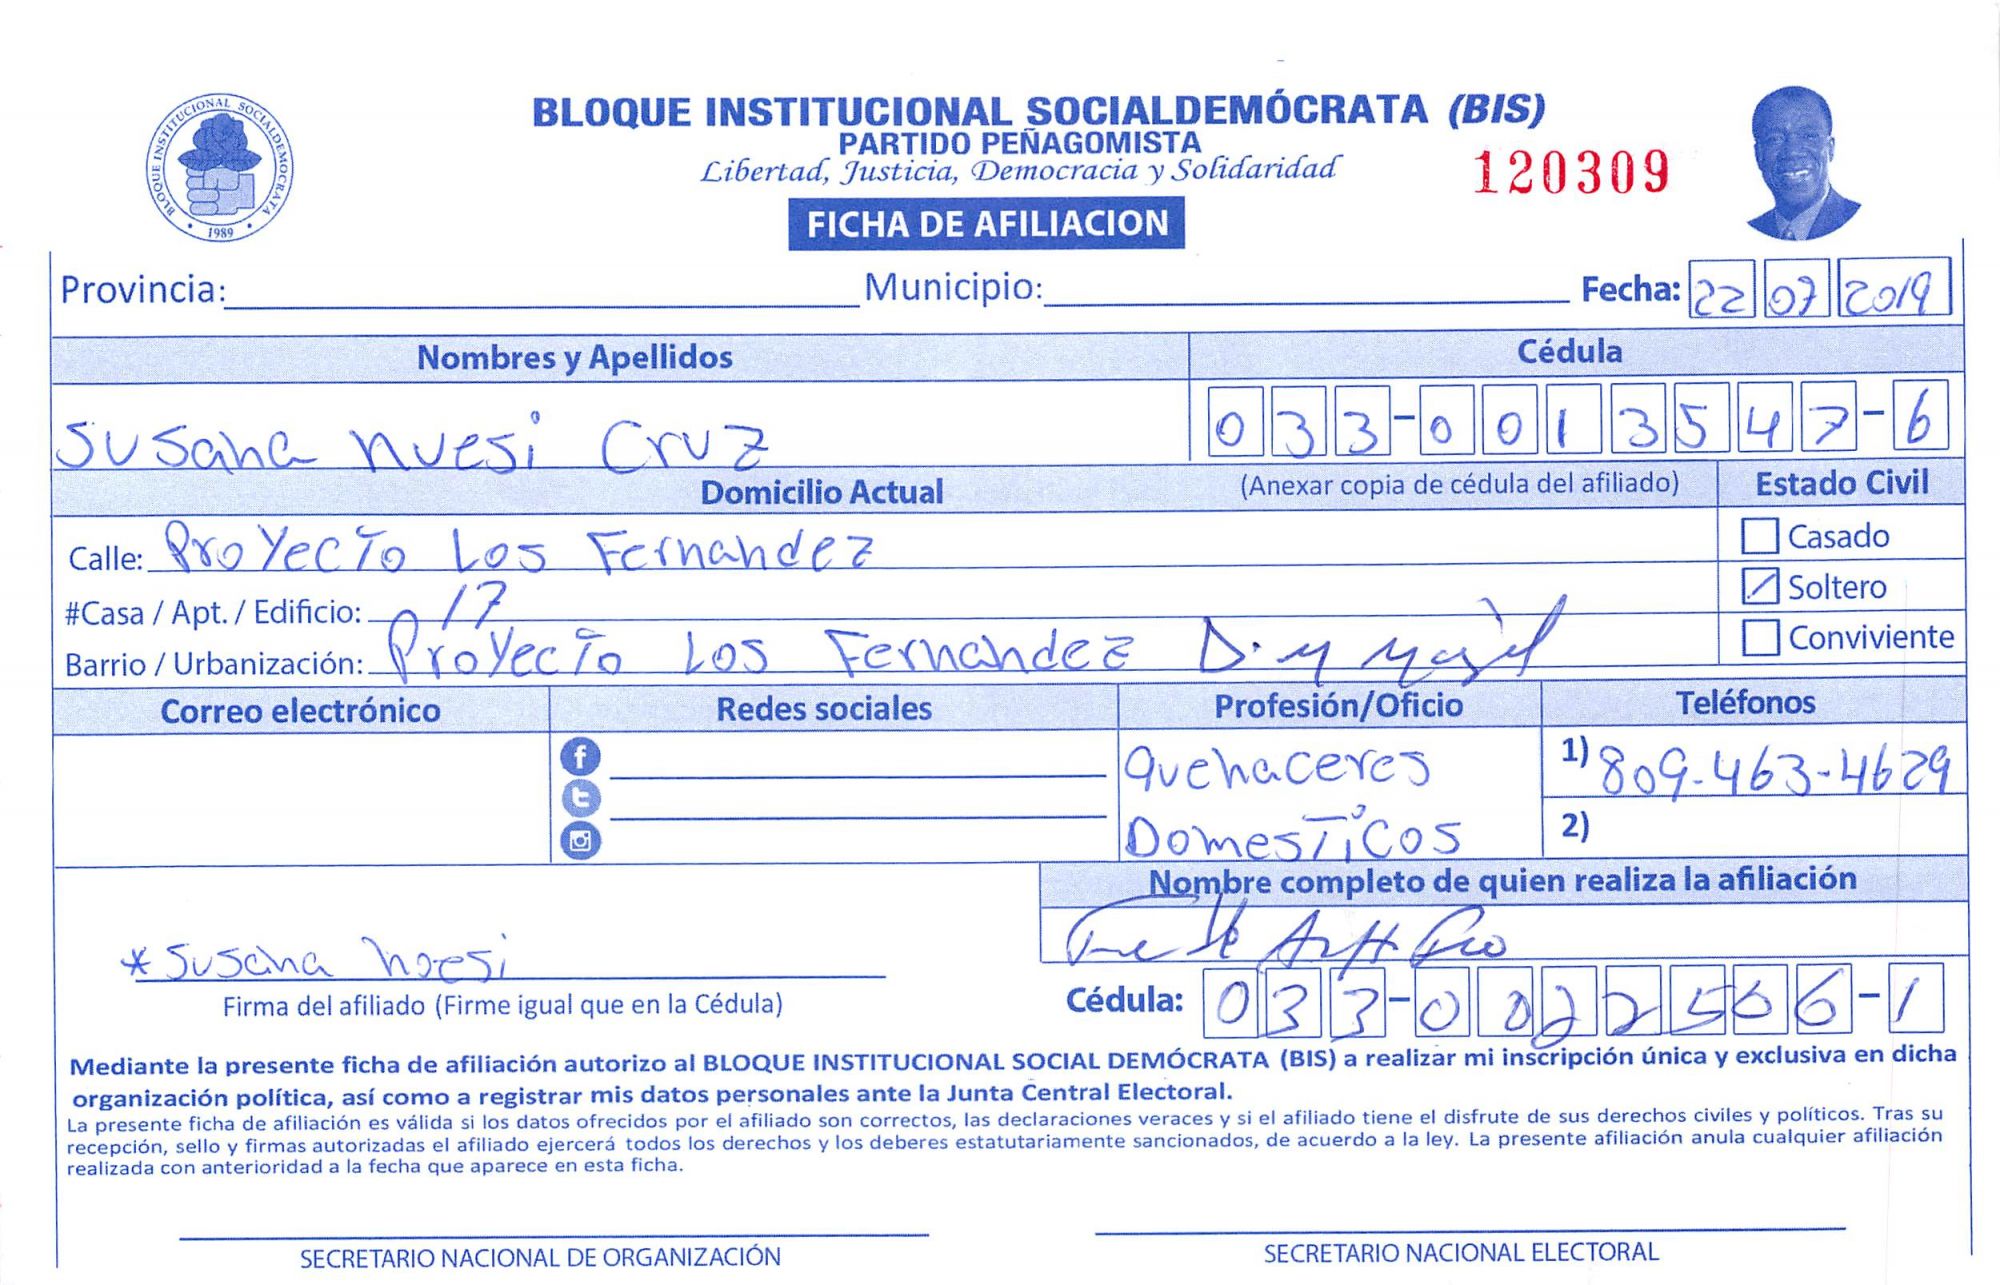 BLOQUE INSTITUCIONAL SOCIALDEMOCRATA
1989
BLOQUE INSTITUCIONAL SOCIALDEMÓCRATA (BIS)
PARTIDO PEÑAGOMISTA
Libertad, Justicia, Democracia y Solidaridad
120309
FICHA DE AFILIACION
Provincia: Municipio: Fecha: 22 07 2019
Nombres y Apellidos Cédula
Susana Nuesi Cruz 033-0013547-6
Domicilio Actual (Anexar copia de cédula del afiliado) Estado Civil
Calle: Proyecto Los Fernandez Casado
#Casa / Apt. / Edificio: 17 Soltero
Barrio / Urbanización: Proyecto Los Fernandez Conviviente
Correo electrónico Redes sociales Profesión/Oficio Teléfonos
Quehaceres 1) 809-463-4629
Domesticos 2)
Nombre completo de quien realiza la afiliación
*Susana Noesi
Firma del afiliado (Firme igual que en la Cédula) Cédula: 033-0022506-1
Mediante la presente ficha de afiliación autorizo al BLOQUE INSTITUCIONAL SOCIAL DEMÓCRATA (BIS) a realizar mi inscripción única y exclusiva en dicha
organización política, así como a registrar mis datos personales ante la Junta Central Electoral.
La presente ficha de afiliación es válida si los datos ofrecidos por el afiliado son correctos, las declaraciones veraces y si el afiliado tiene el disfrute de sus derechos civiles y políticos. Tras su
recepción, sello y firmas autorizadas el afiliado ejercerá todos los derechos y los deberes estatutariamente sancionados, de acuerdo a la ley. La presente afiliación anula cualquier afiliación
realizada con anterioridad a la fecha que aparece en esta ficha.
SECRETARIO NACIONAL DE ORGANIZACIÓN SECRETARIO NACIONAL ELECTORAL